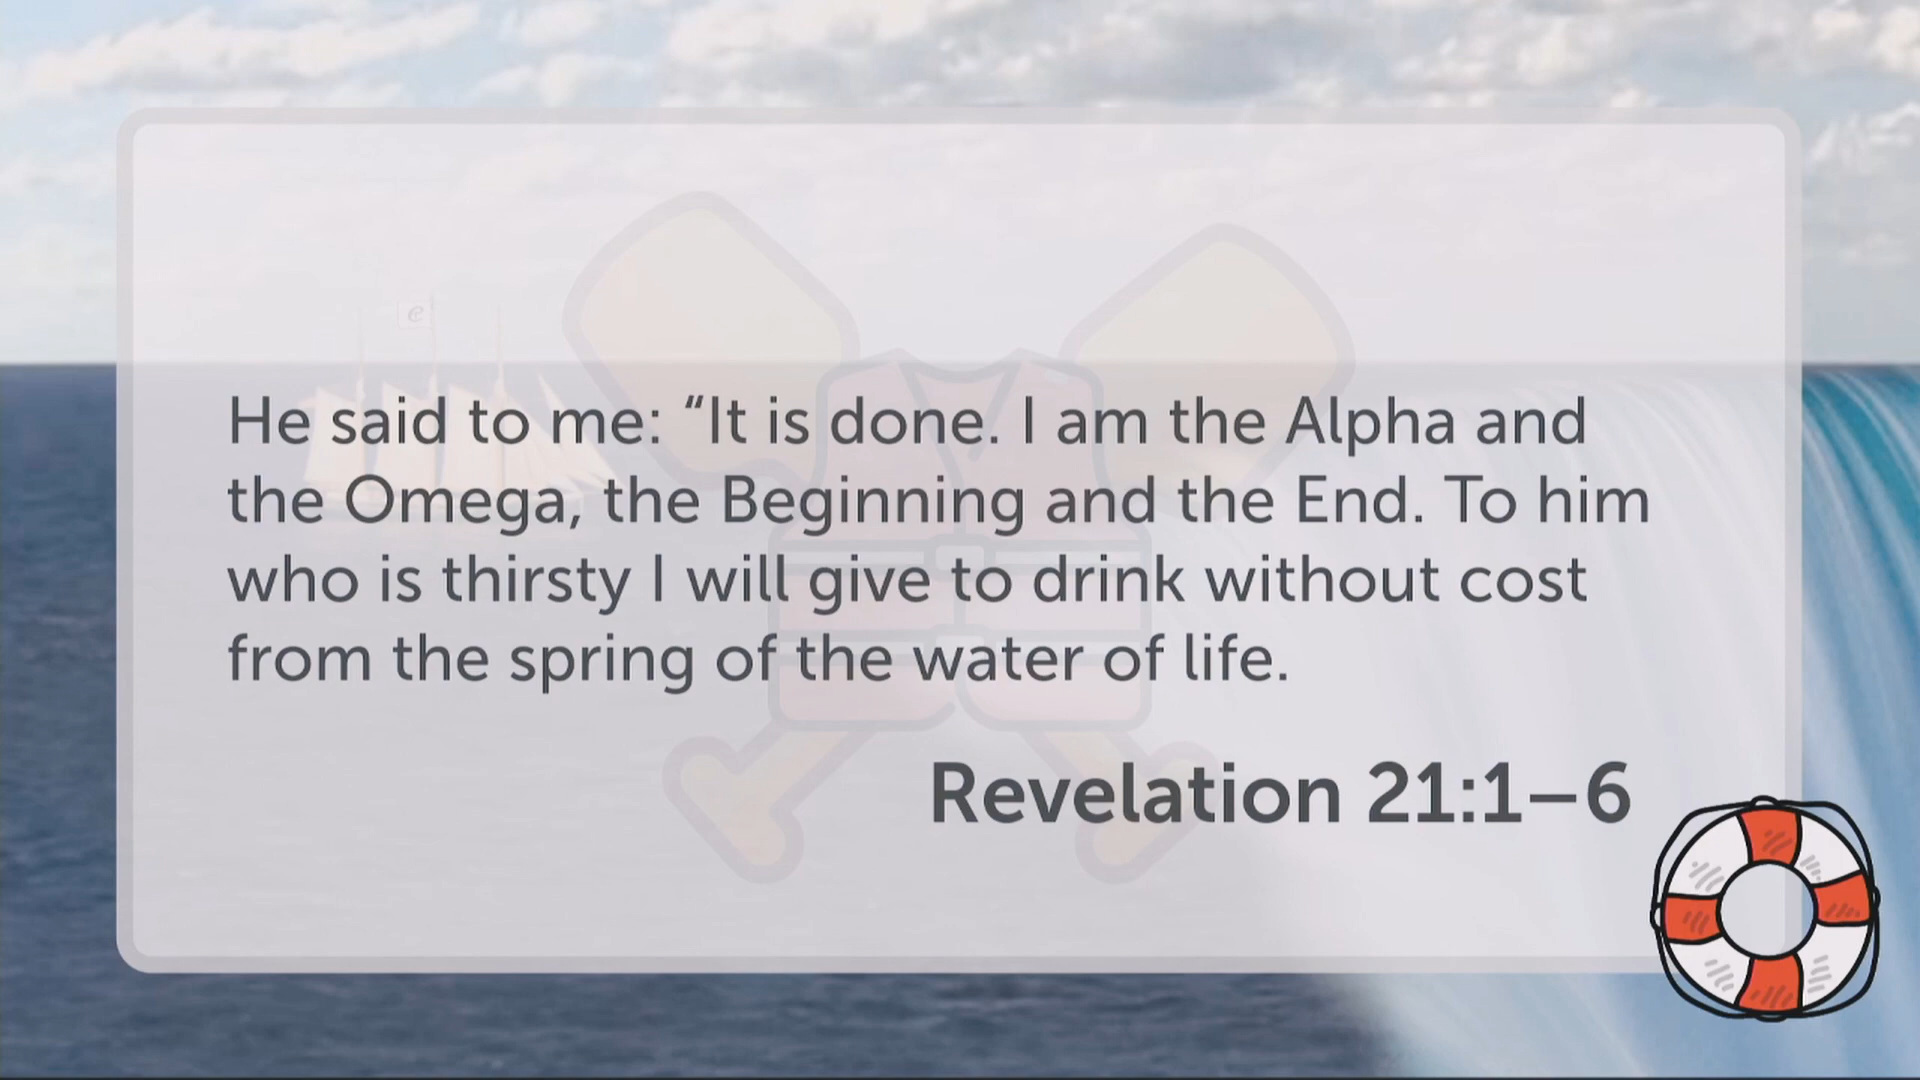 e
He said to me: “It is done. I am the Alpha and
the Omega, the Beginning and the End. To him
who is thirsty I will give to drink without cost
from the spring of the water of life.
Revelation 21:1–6